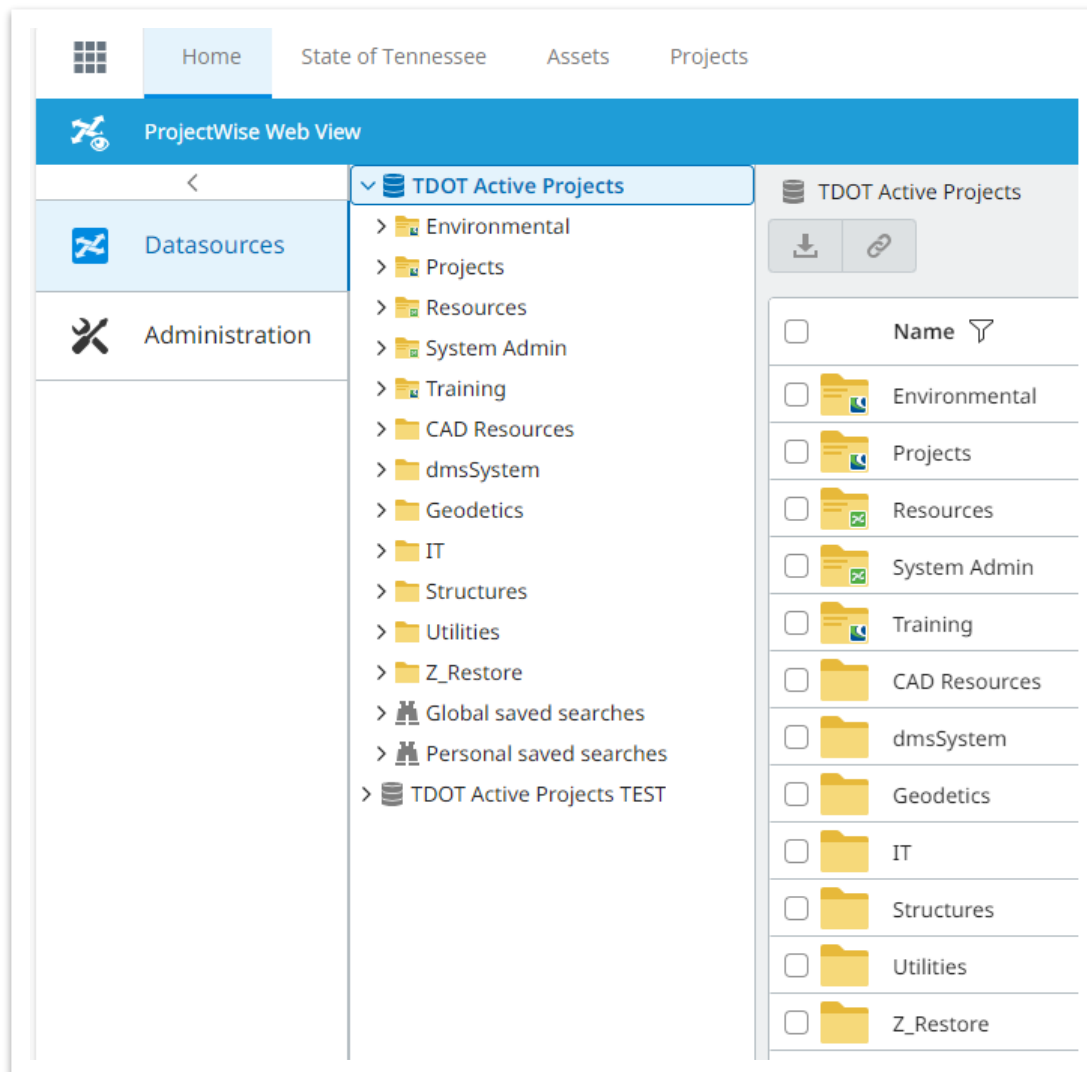 Home State of Tennessee Assets Projects
ProjectWise Web View
Datasources
Administration
TDOT Active Projects
Environmental
Projects
Resources
System Admin
Training
CAD Resources
dmsSystem
Geodetics
IT
Structures
Utilities
Z_Restore
Global saved searches
Personal saved searches
TDOT Active Projects TEST
TDOT Active Projects
Name
Environmental
Projects
Resources
System Admin
Training
CAD Resources
dmsSystem
Geodetics
IT
Structures
Utilities
Z_Restore